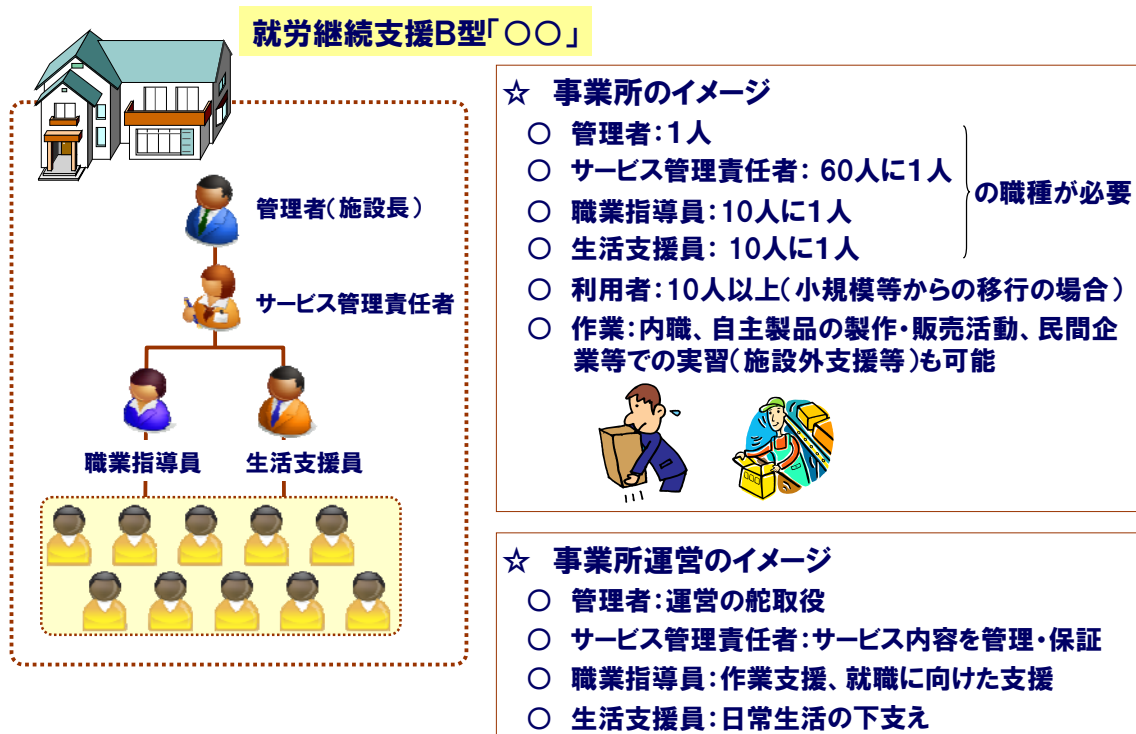 就労継続支援B型「○○」
管理者(施設長)
サービス管理責任者
職業指導員
生活支援員
☆ 事業所のイメージ
○ 管理者:1人
○ サービス管理責任者: 60人に1人
○ 職業指導員:10人に1人
○ 生活支援員: 10人に1人
の職種が必要
○ 利用者:10人以上(小規模等からの移行の場合)
○ 作業:内職、自主製品の製作・販売活動、民間企
業等での実習(施設外支援等)も可能
☆ 事業所運営のイメージ
○ 管理者:運営の舵取役
○ サービス管理責任者:サービス内容を管理・保証
○ 職業指導員:作業支援、就職に向けた支援
○ 生活支援員:日常生活の下支え